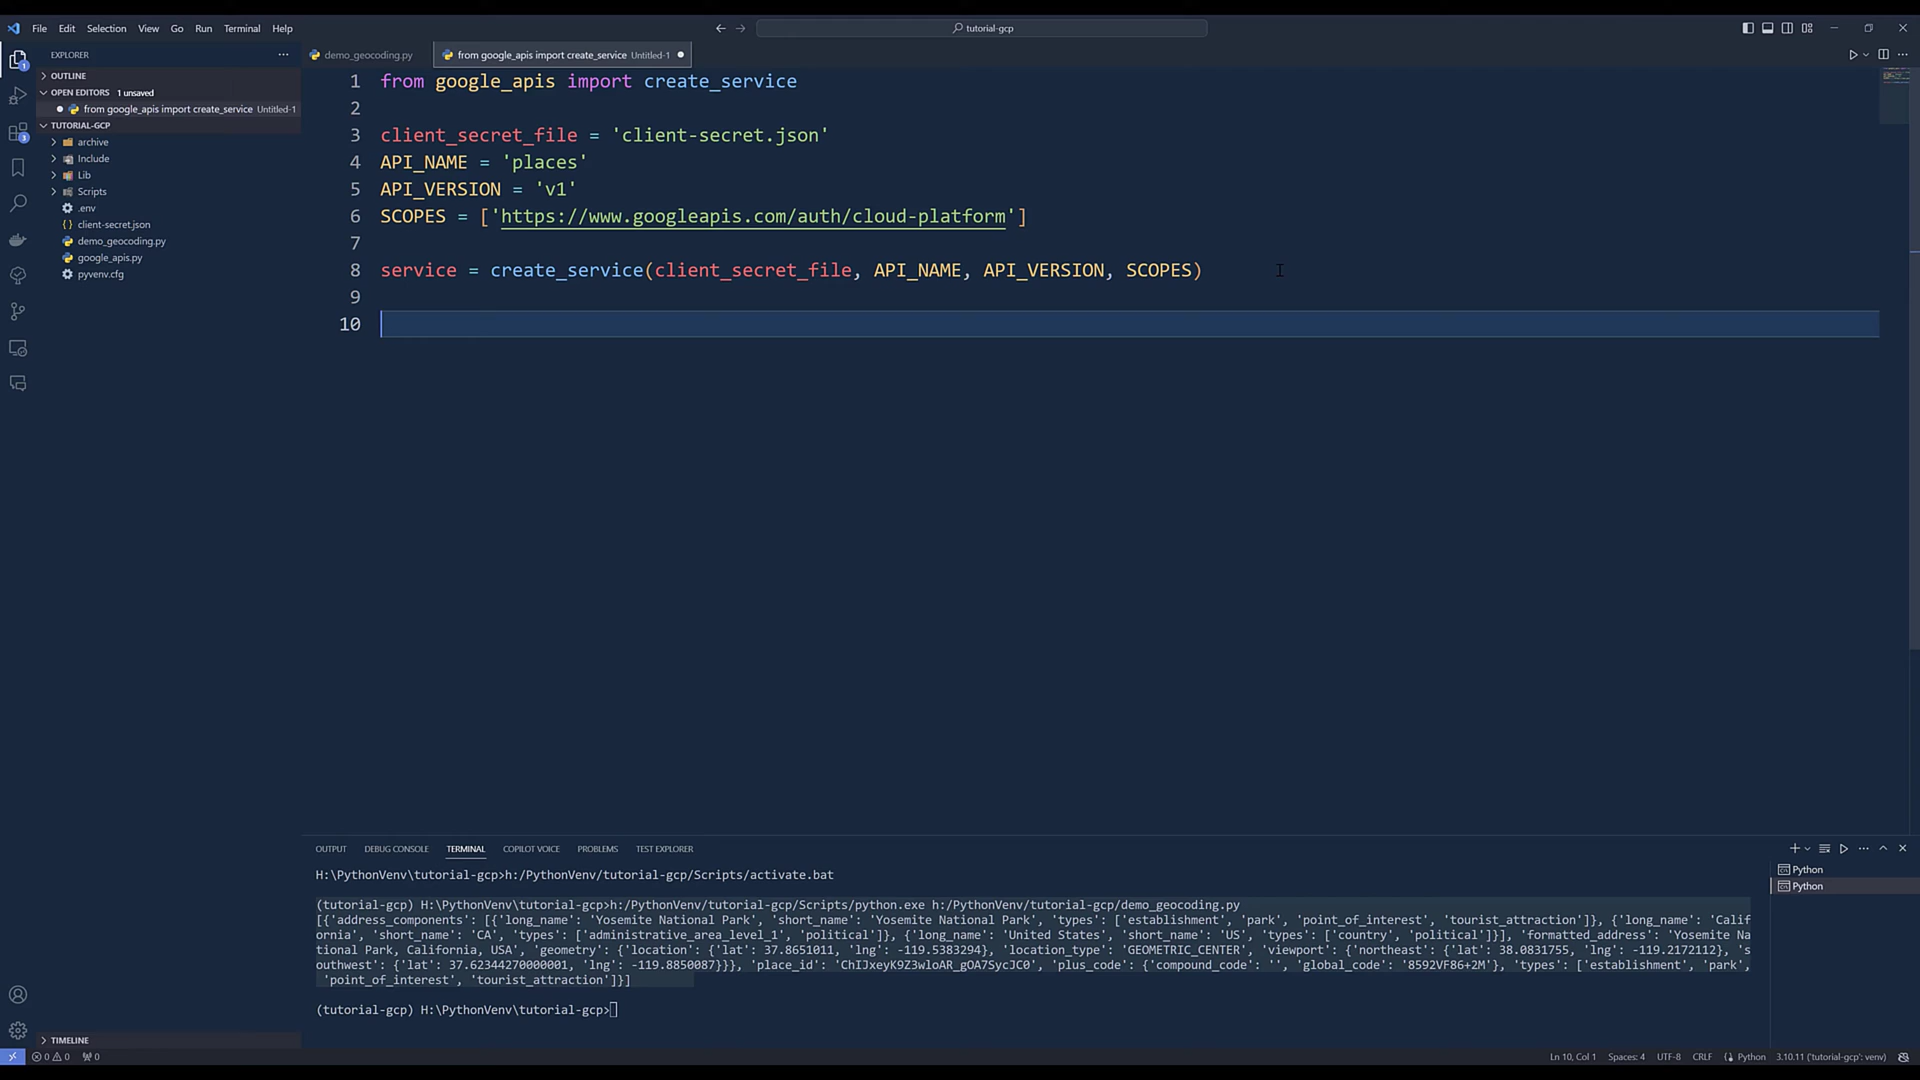 File Edit Selection View Go Run Terminal Help
tutorial-gcp
EXPLORER
demo_geocoding.py
from google_apis import create_service Untitled-1
OUTLINE
OPEN EDITORS 1 unsaved
from google_apis import create_service Untitled-1
TUTORIAL-GCP
archive
Include
Lib
Scripts
.env
client-secret.json
demo_geocoding.py
google_apis.py
pyvenv.cfg
1 from google_apis import create_service
2
3 client_secret_file = 'client-secret.json'
4 API_NAME = 'places'
5 API_VERSION = 'v1'
6 SCOPES = ['https://www.googleapis.com/auth/cloud-platform']
7
8 service = create_service(client_secret_file, API_NAME, API_VERSION, SCOPES)
9
10
OUTPUT DEBUG CONSOLE TERMINAL COPILOT VOICE PROBLEMS TEST EXPLORER
H:\PythonVenv\tutorial-gcp>h:/PythonVenv/tutorial-gcp/Scripts/activate.bat
(tutorial-gcp) H:\PythonVenv\tutorial-gcp>h:/PythonVenv/tutorial-gcp/Scripts/python.exe h:/PythonVenv/tutorial-gcp/demo_geocoding.py
[{'address_components': [{'long_name': 'Yosemite National Park', 'short_name': 'Yosemite National Park', 'types': ['establishment', 'park', 'point_of_interest', 'tourist_attraction']}, {'long_name': 'Calif
ornia', 'short_name': 'CA', 'types': ['administrative_area_level_1', 'political']}, {'long_name': 'United States', 'short_name': 'US', 'types': ['country', 'political']}], 'formatted_address': 'Yosemite Na
tional Park, California, USA', 'geometry': {'location': {'lat': 37.8651011, 'lng': -119.5383294}, 'location_type': 'GEOMETRIC_CENTER', 'viewport': {'northeast': {'lat': 38.0831755, 'lng': -119.2172112}, 's
outhwest': {'lat': 37.62344270000001, 'lng': -119.8850087}}}, 'place_id': 'ChIJxeyK9Z3wloAR_gOA7SycJC0', 'plus_code': {'compound_code': '', 'global_code': '8592VF86+2M'}, 'types': ['establishment', 'park',
'point_of_interest', 'tourist_attraction']}]
(tutorial-gcp) H:\PythonVenv\tutorial-gcp>
Python
Python
TIMELINE
0 0 0
Ln 10, Col 1 Spaces: 4 UTF-8 CRLF Python 3.10.11 ('tutorial-gcp': venv)
1
3